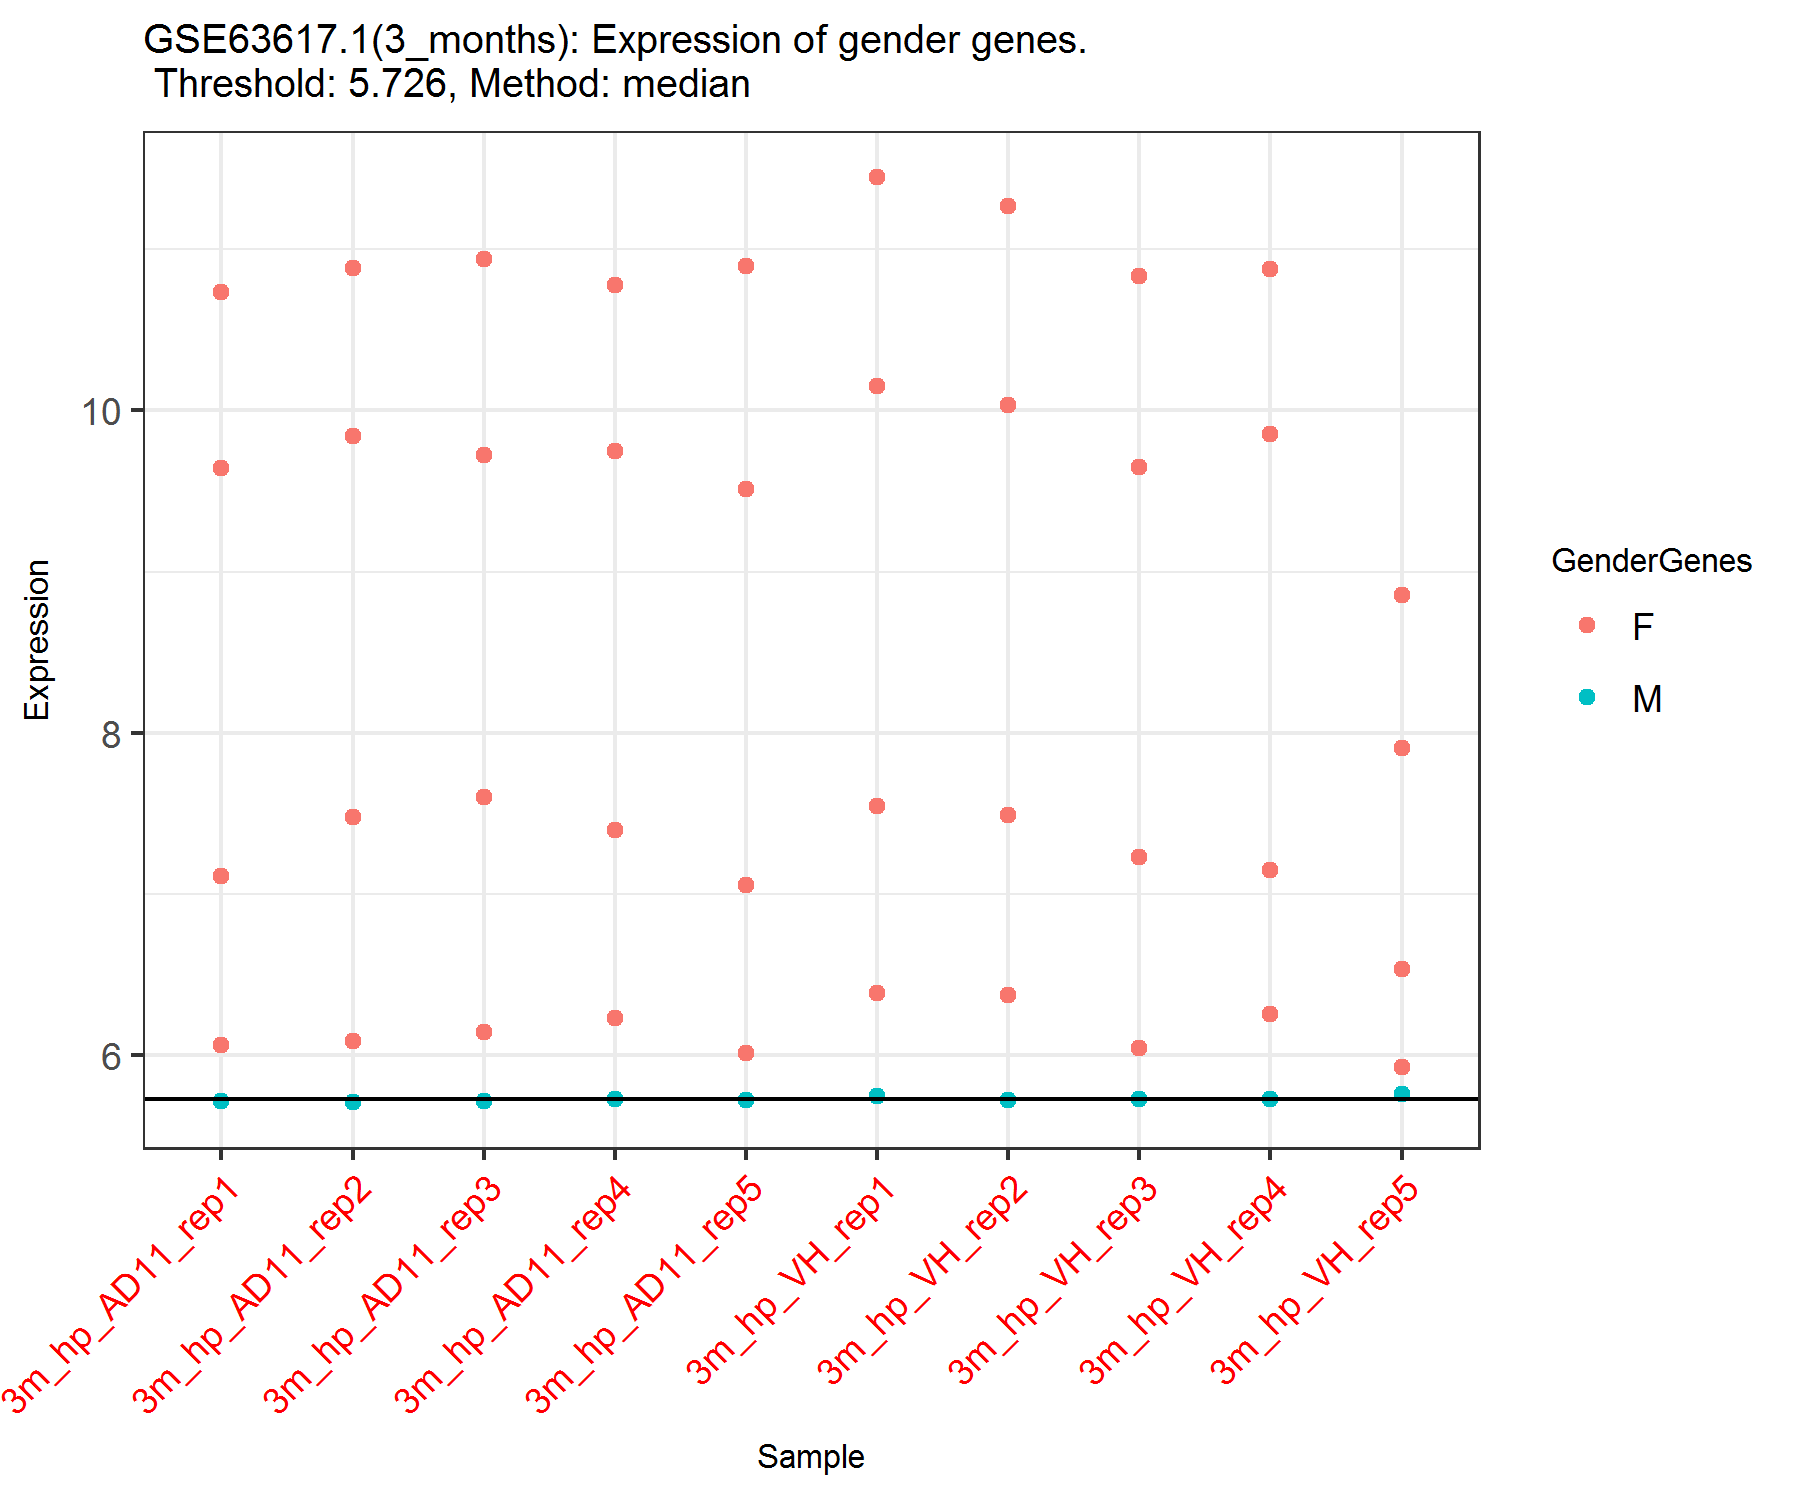 GSE63617.1(3_months): Expression of gender genes.
Threshold: 5.726, Method: median
Expression
10
8
6
3m_hp_AD11_rep1
3m_hp_AD11_rep2
3m_hp_AD11_rep3
3m_hp_AD11_rep4
3m_hp_AD11_rep5
3m_hp_VH_rep1
3m_hp_VH_rep2
3m_hp_VH_rep3
3m_hp_VH_rep4
3m_hp_VH_rep5
Sample
GenderGenes
F
M